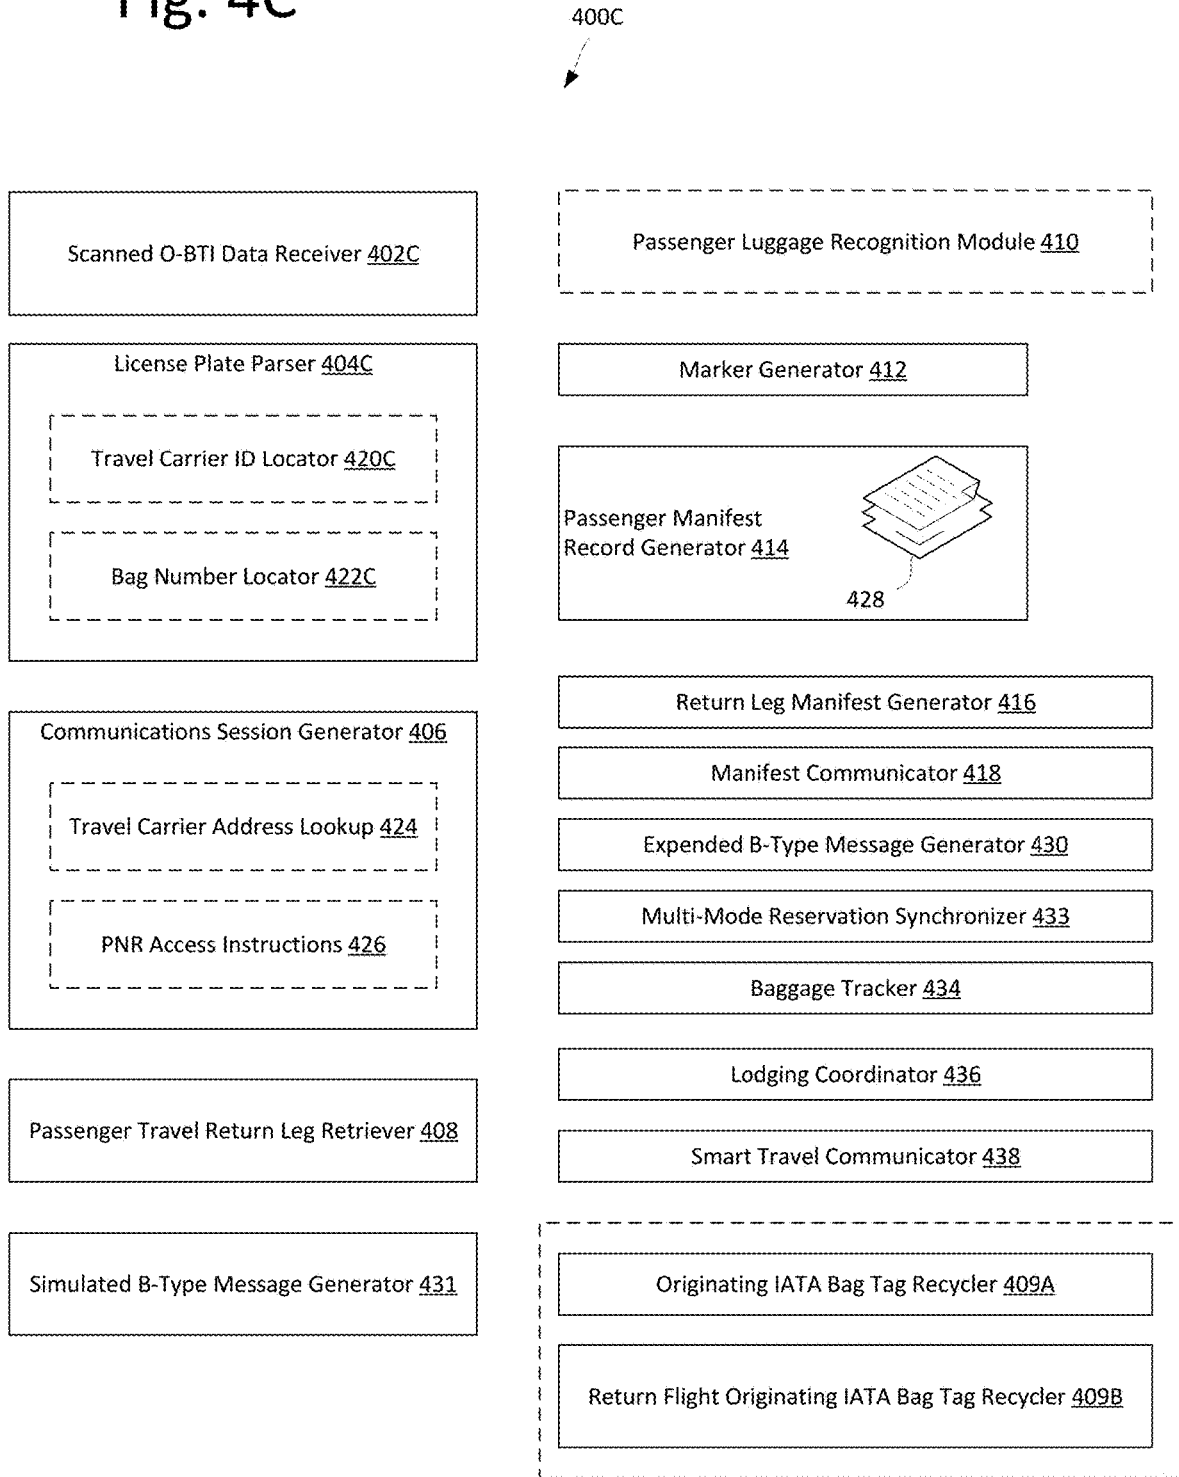 Fig. 4C
400C
Scanned O-BTI Data Receiver 402C
License Plate Parser 404C
Travel Carrier ID Locator 420C
Bag Number Locator 422C
Communications Session Generator 406
Travel Carrier Address Lookup 424
PNR Access Instructions 426
Passenger Travel Return Leg Retriever 408
Simulated B-Type Message Generator 431
Passenger Luggage Recognition Module 410
Marker Generator 412
Passenger Manifest
Record Generator 414
428
Return Leg Manifest Generator 416
Manifest Communicator 418
Expended B-Type Message Generator 430
Multi-Mode Reservation Synchronizer 433
Baggage Tracker 434
Lodging Coordinator 436
Smart Travel Communicator 438
Originating IATA Bag Tag Recycler 409A
Return Flight Originating IATA Bag Tag Recycler 409B